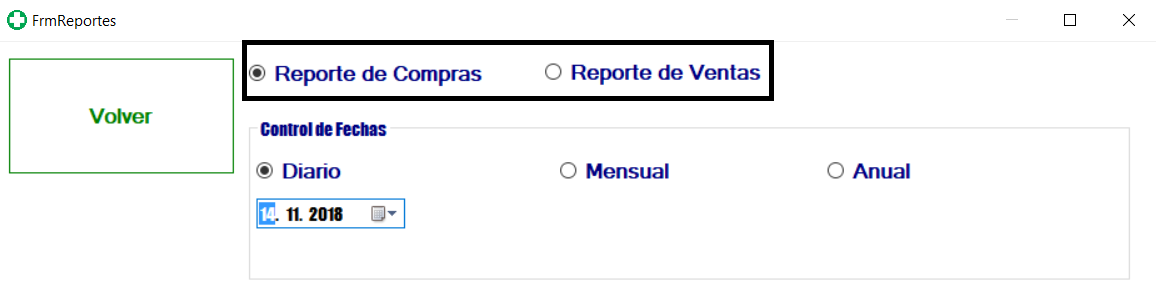 FrmReportes
Volver
Reporte de Compras Reporte de Ventas
Control de Fechas
Diario Mensual Anual
14. 11. 2018